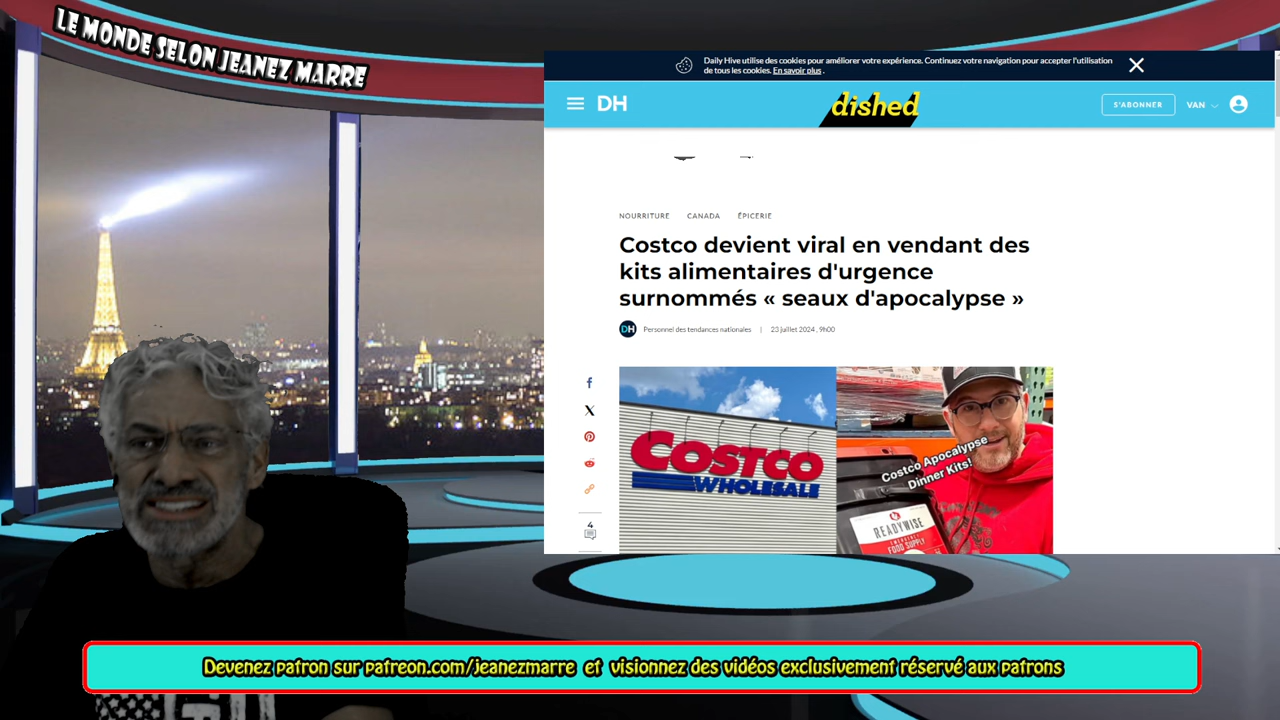 LE MONDE SELON JEANEZ MARRE
Daily Hive utilise des cookies pour améliorer votre expérience. Continuez votre navigation pour accepter l'utilisation
de tous les cookies. En savoir plus .
DH
dished
S'ABONNER
VAN
NOURRITURE CANADA ÉPICERIE
Costco devient viral en vendant des
kits alimentaires d'urgence
surnommés « seaux d'apocalypse »
DH Personnel des tendances nationales | 23 juillet 2024 , 9h00
4
COSTCO
WHOLESALE
Costco Apocalypse
Dinner Kits!
READYWISE
EMERGENCY
FOOD SUPPLY
Devenez patron sur patreon.com/jeanezmarre et visionnez des vidéos exclusivement réservé aux patrons